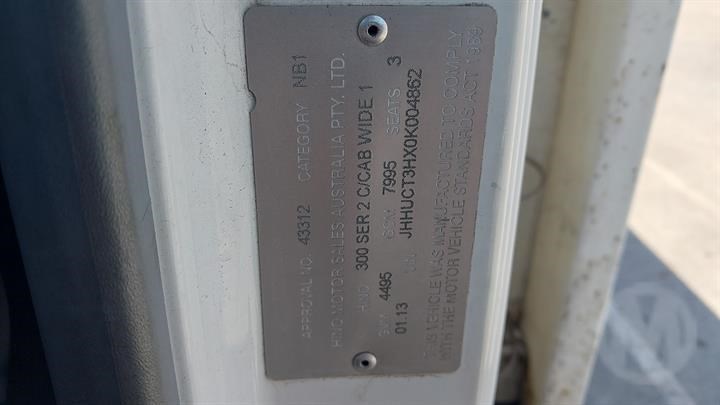 APPROVAL NO. 43312 CATEGORY NB1
HINO MOTOR SALES AUSTRALIA PTY. LTD.
HINO 300 SER 2 C/CAB WIDE 1
GVM 4495 GCM 7995 SEATS 3
01.13 VIN JHHUCT3HX0K004862
THIS VEHICLE WAS MANUFACTURED TO COMPLY
WITH THE MOTOR VEHICLE STANDARDS ACT 1989
M